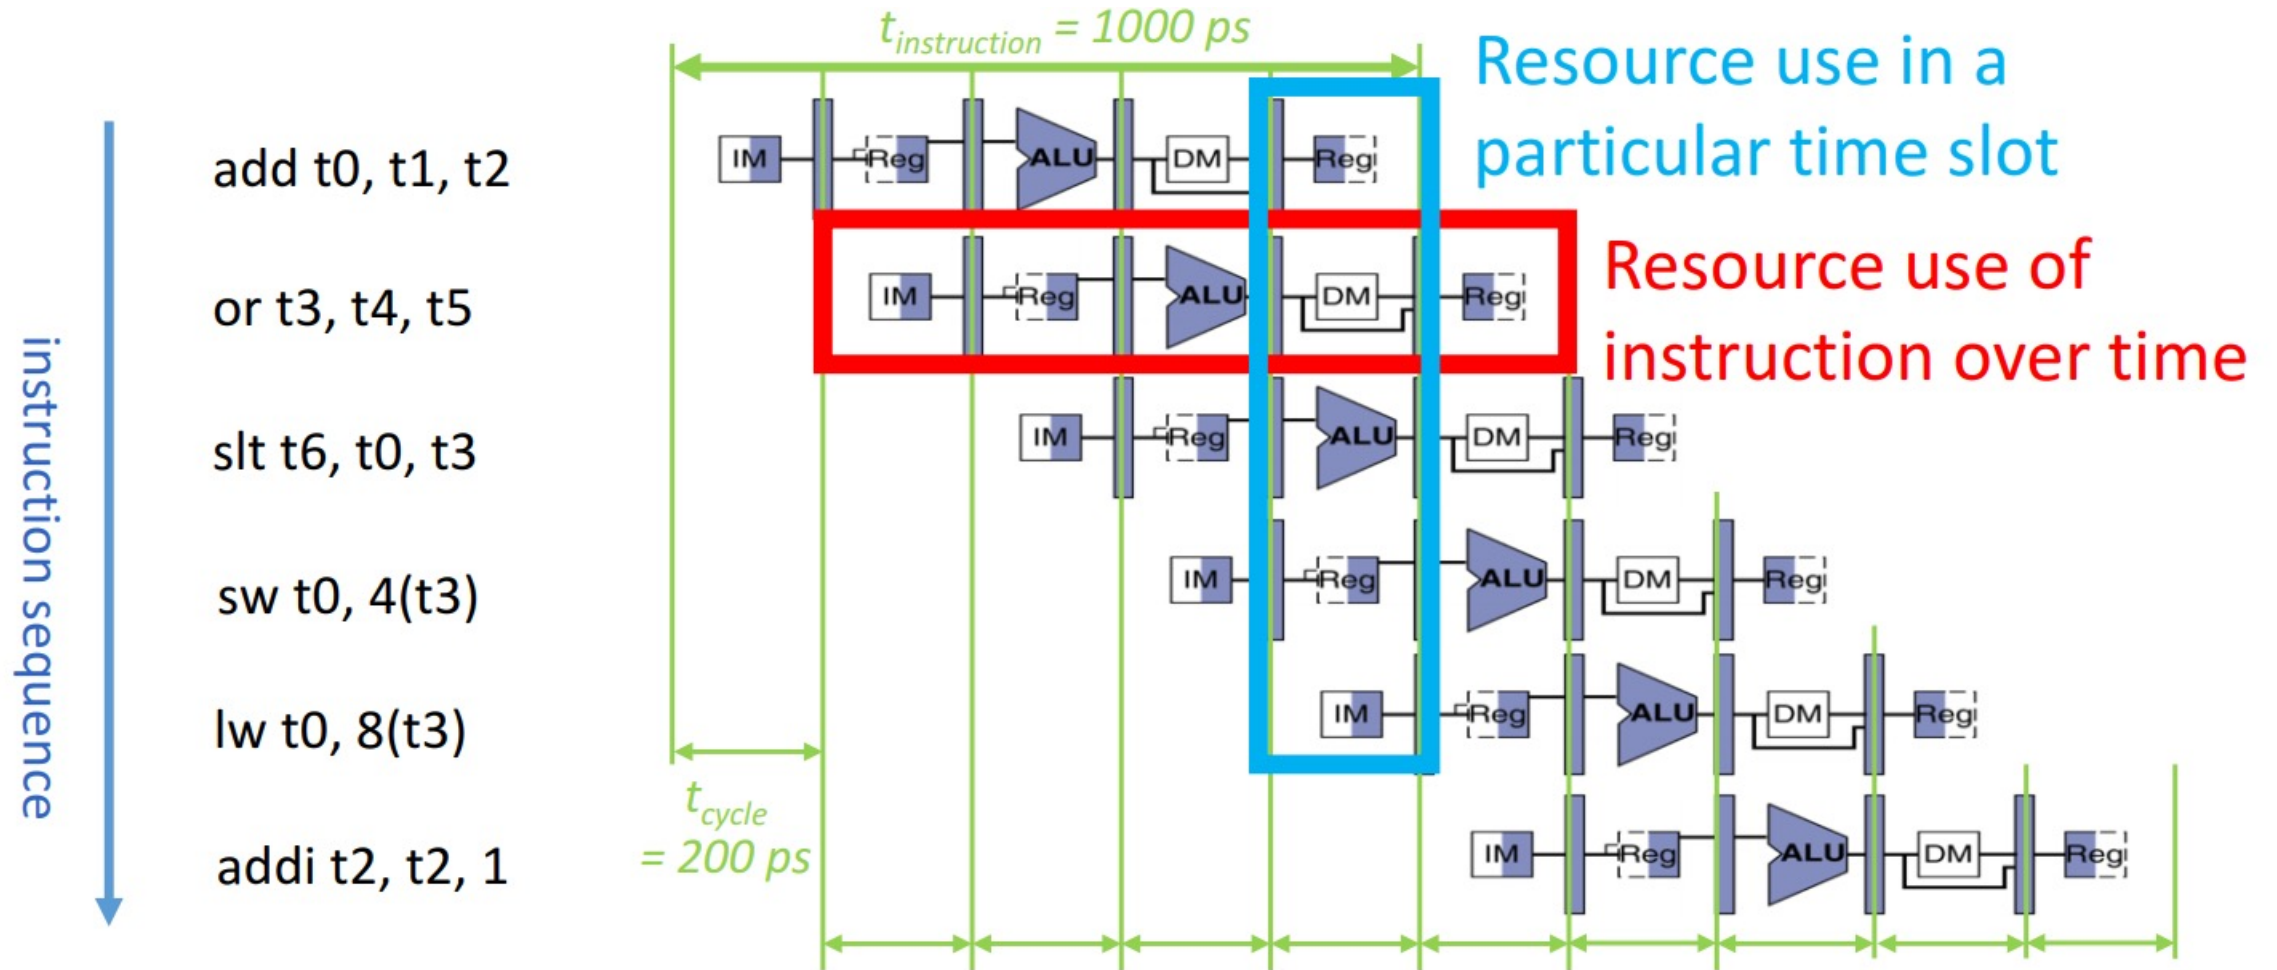 t_instruction = 1000 ps
Resource use in a
particular time slot
add t0, t1, t2
IM Reg ALU DM Reg
Resource use of
instruction over time
or t3, t4, t5
IM Reg ALU DM Reg
slt t6, t0, t3
IM Reg ALU DM Reg
sw t0, 4(t3)
IM Reg ALU DM Reg
lw t0, 8(t3)
IM Reg ALU DM Reg
t_cycle
= 200 ps
addi t2, t2, 1
IM Reg ALU DM Reg
instruction sequence